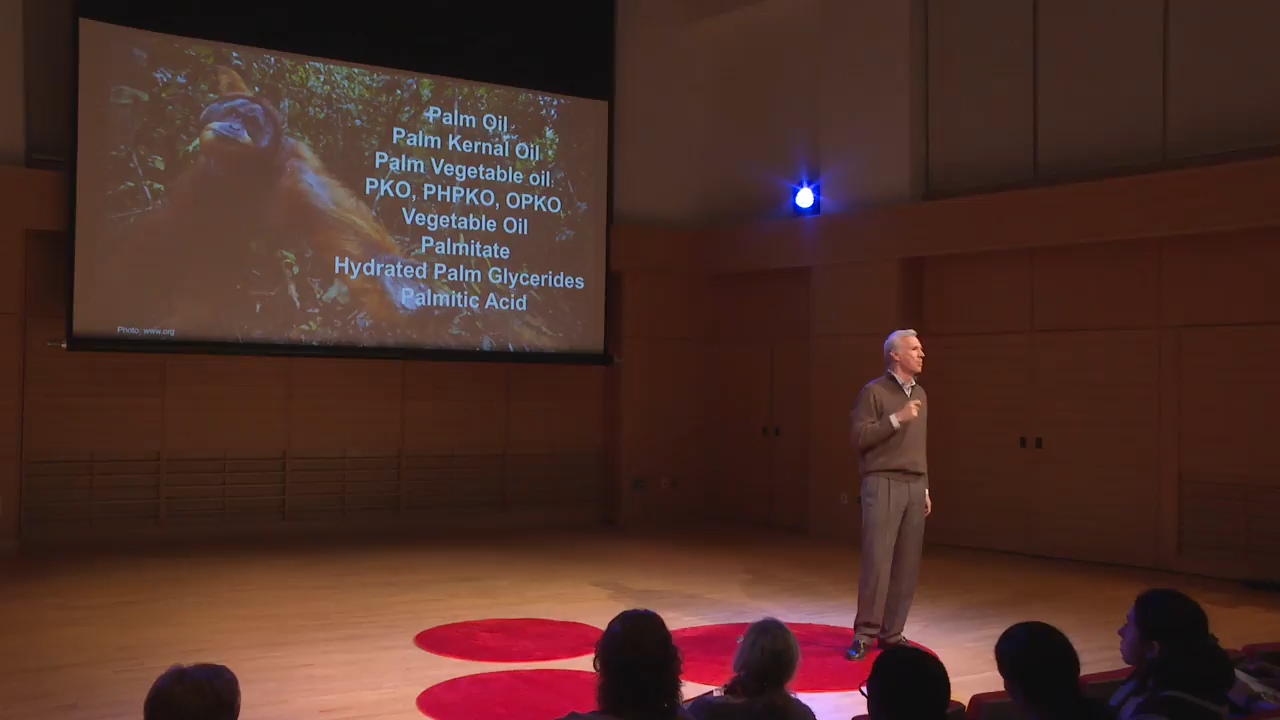 Palm Oil
Palm Kernal Oil
Palm Vegetable oil
PKO, PHPKO, OPKO
Vegetable Oil
Palmitate
Hydrated Palm Glycerides
Palmitic Acid
Photo, www.org